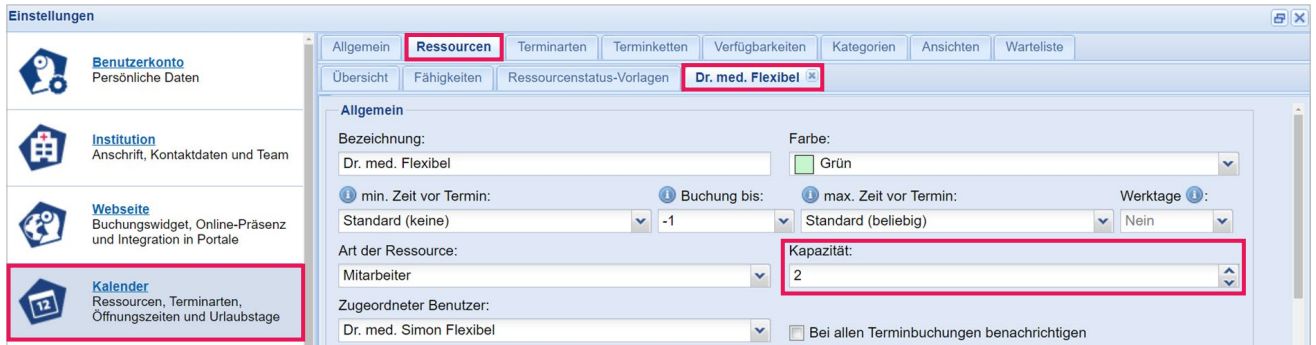 Einstellungen
Benutzerkonto
Persönliche Daten
Institution
Anschrift, Kontaktdaten und Team
Webseite
Buchungswidget, Online-Präsenz
und Integration in Portale
Kalender
12
Ressourcen, Terminarten,
Öffnungszeiten und Urlaubstage
Allgemein Ressourcen Terminarten Terminketten Verfügbarkeiten Kategorien Ansichten Warteliste
Übersicht Fähigkeiten Ressourcenstatus-Vorlagen Dr. med. Flexibel
Allgemein
Bezeichnung: Farbe:
Dr. med. Flexibel Grün
min. Zeit vor Termin: Buchung bis: max. Zeit vor Termin: Werktage :
Standard (keine) -1 Standard (beliebig) Nein
Art der Ressource: Kapazität:
Mitarbeiter 2
Zugeordneter Benutzer:
Dr. med. Simon Flexibel Bei allen Terminbuchungen benachrichtigen